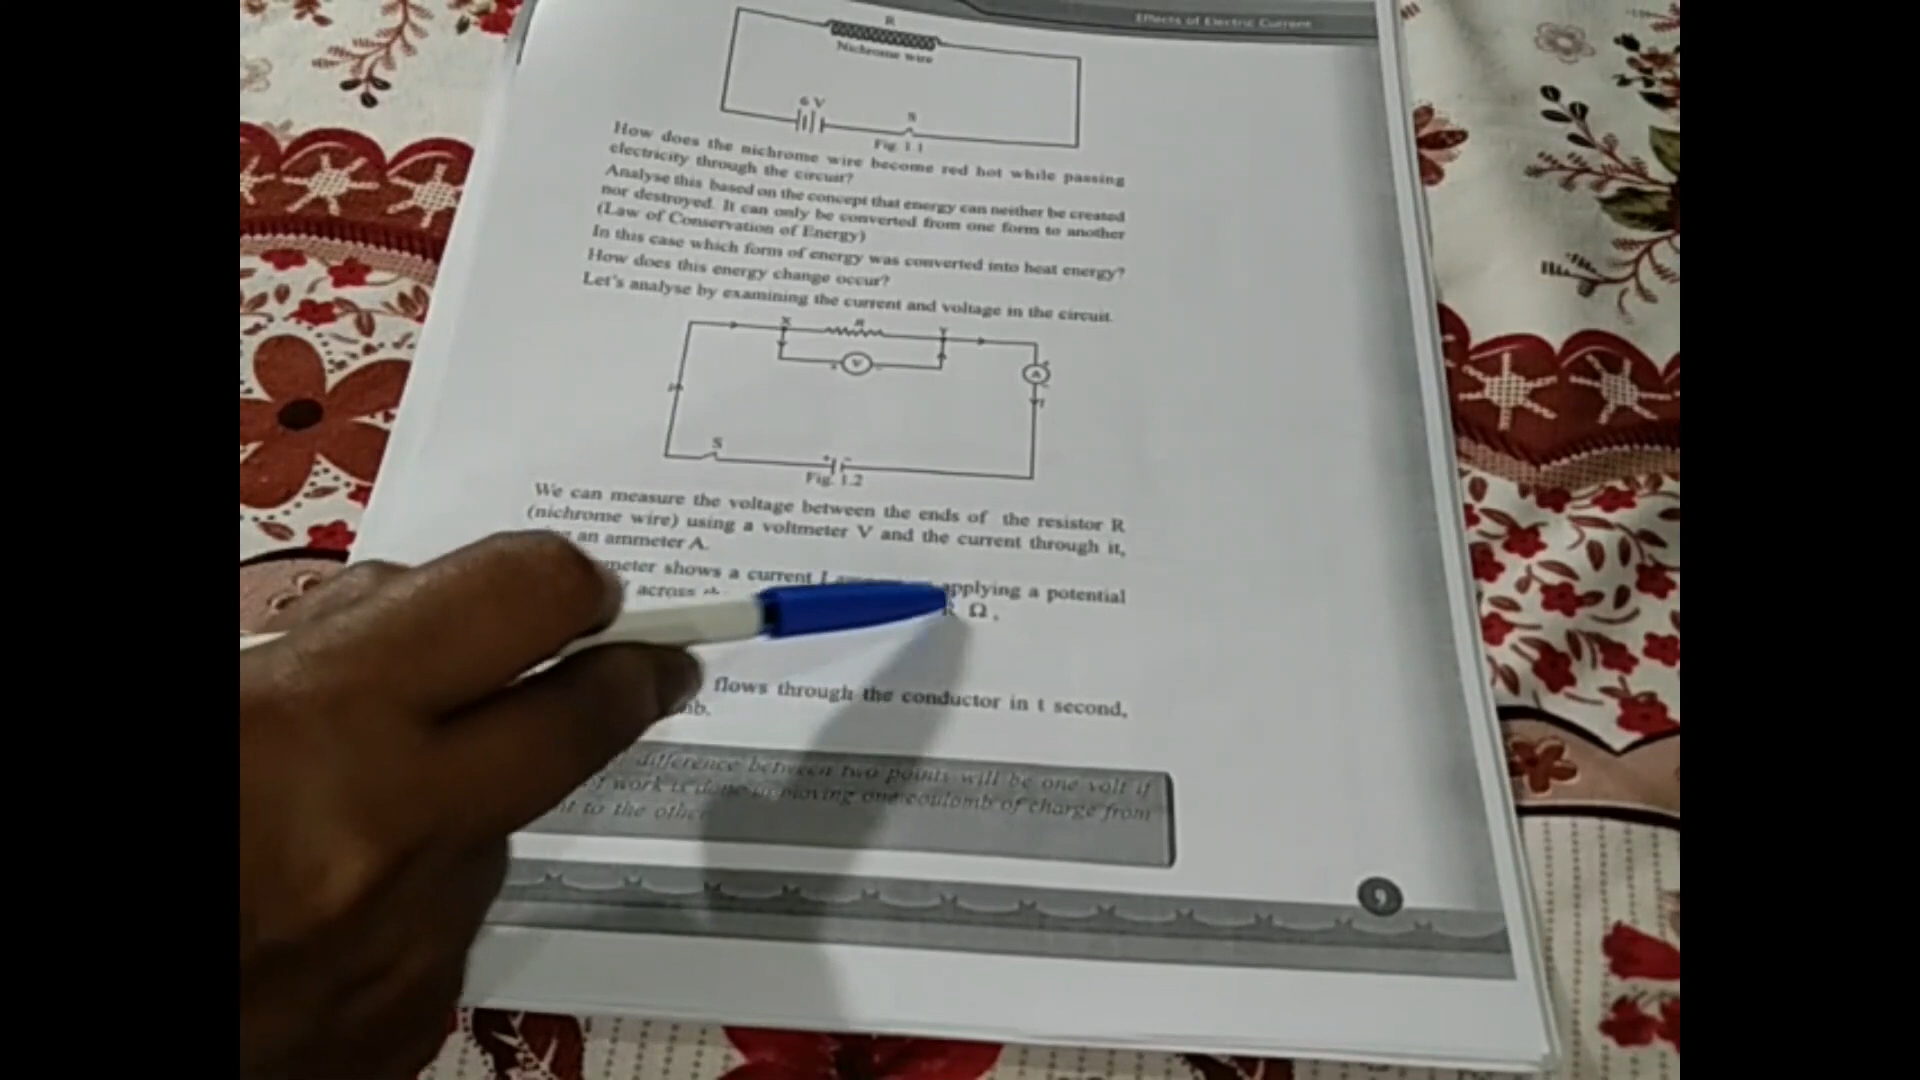 Effects of Electric Current
R
Nichrome wire
6 V
S
Fig 1.1
How does the nichrome wire become red hot while passing
electricity through the circuit?
Analyse this based on the concept that energy can neither be created
nor destroyed. It can only be converted from one form to another
(Law of Conservation of Energy)
In this case which form of energy was converted into heat energy?
How does this energy change occur?
Let's analyse by examining the current and voltage in the circuit.
X R Y
+ V -
+
A
-
I
S
+ -
Fig. 1.2
We can measure the voltage between the ends of the resistor R
(nichrome wire) using a voltmeter V and the current through it,
an ammeter A.
meter shows a current I applying a potential
across R Ω.
flows through the conductor in t second,
mb.
difference between two points will be one volt if
of work is done in moving one coulomb of charge from
to the other
9